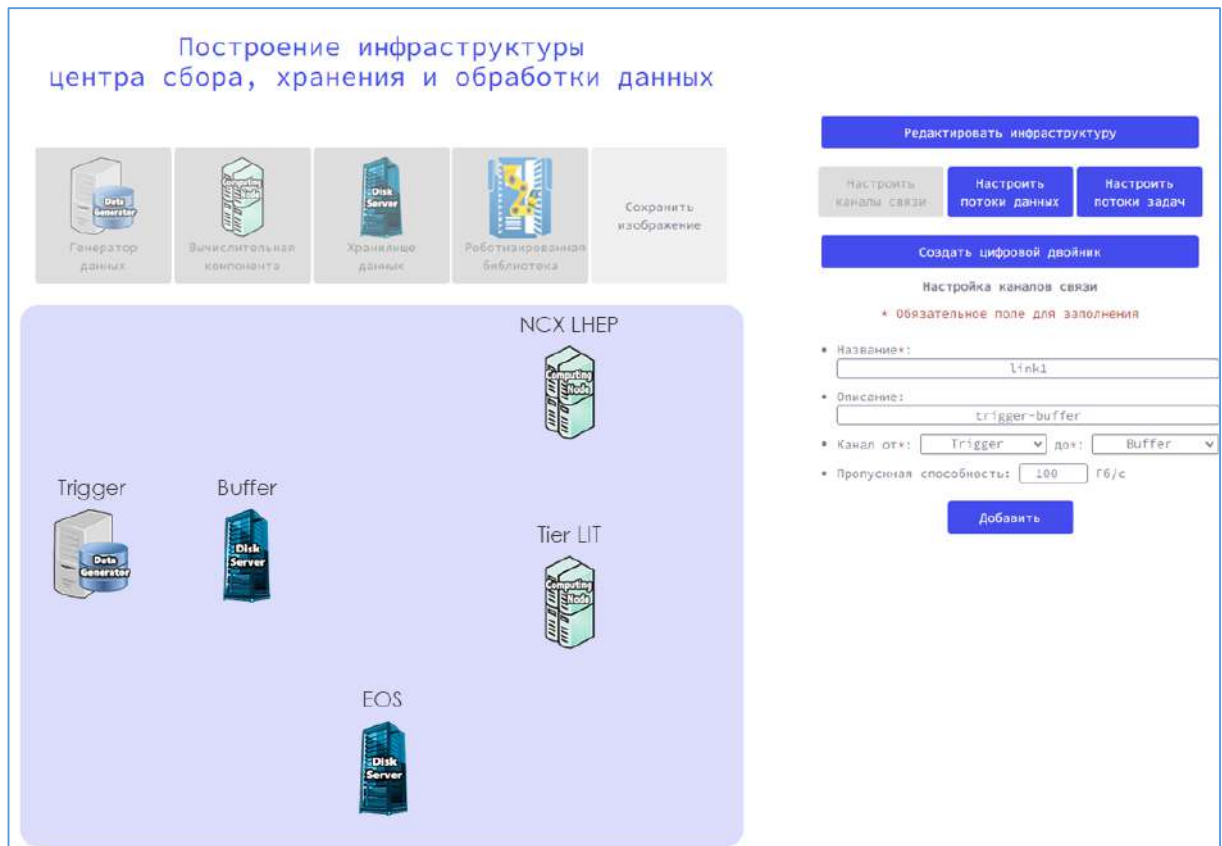 Построение инфраструктуры
центра сбора, хранения и обработки данных
Data
Generator
Генератор
данных
Computing
Node
Вычислительная
компонента
Disk
Server
Хранилище
данных
Роботизированная
библиотека
Сохранить
изображение
Редактировать инфраструктуру
Настроить
каналы связи
Настроить
потоки данных
Настроить
потоки задач
Создать цифровой двойник
Настройка каналов связи
* Обязательное поле для заполнения
• Название*:
link1
• Описание:
trigger-buffer
• Канал от*: Trigger до*: Buffer
• Пропускная способность: 100 Гб/с
Добавить
NCX LHEP
Computing
Node
Trigger
Data
Generator
Buffer
Disk
Server
Tier LIT
Computing
Node
EOS
Disk
Server